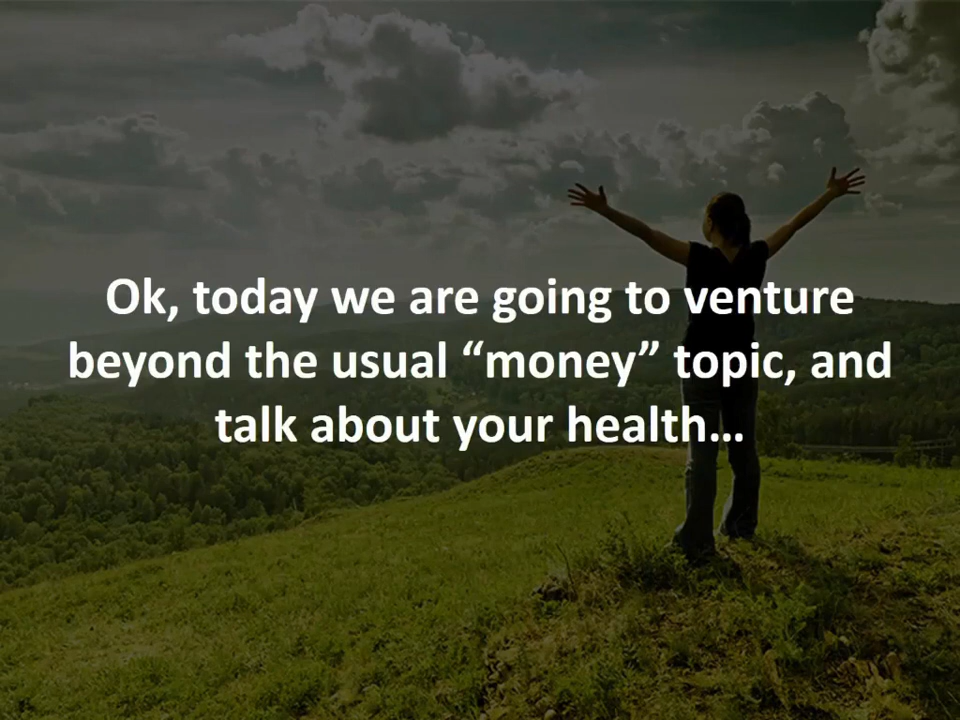 Ok, today we are going to venture
beyond the usual “money” topic, and
talk about your health…